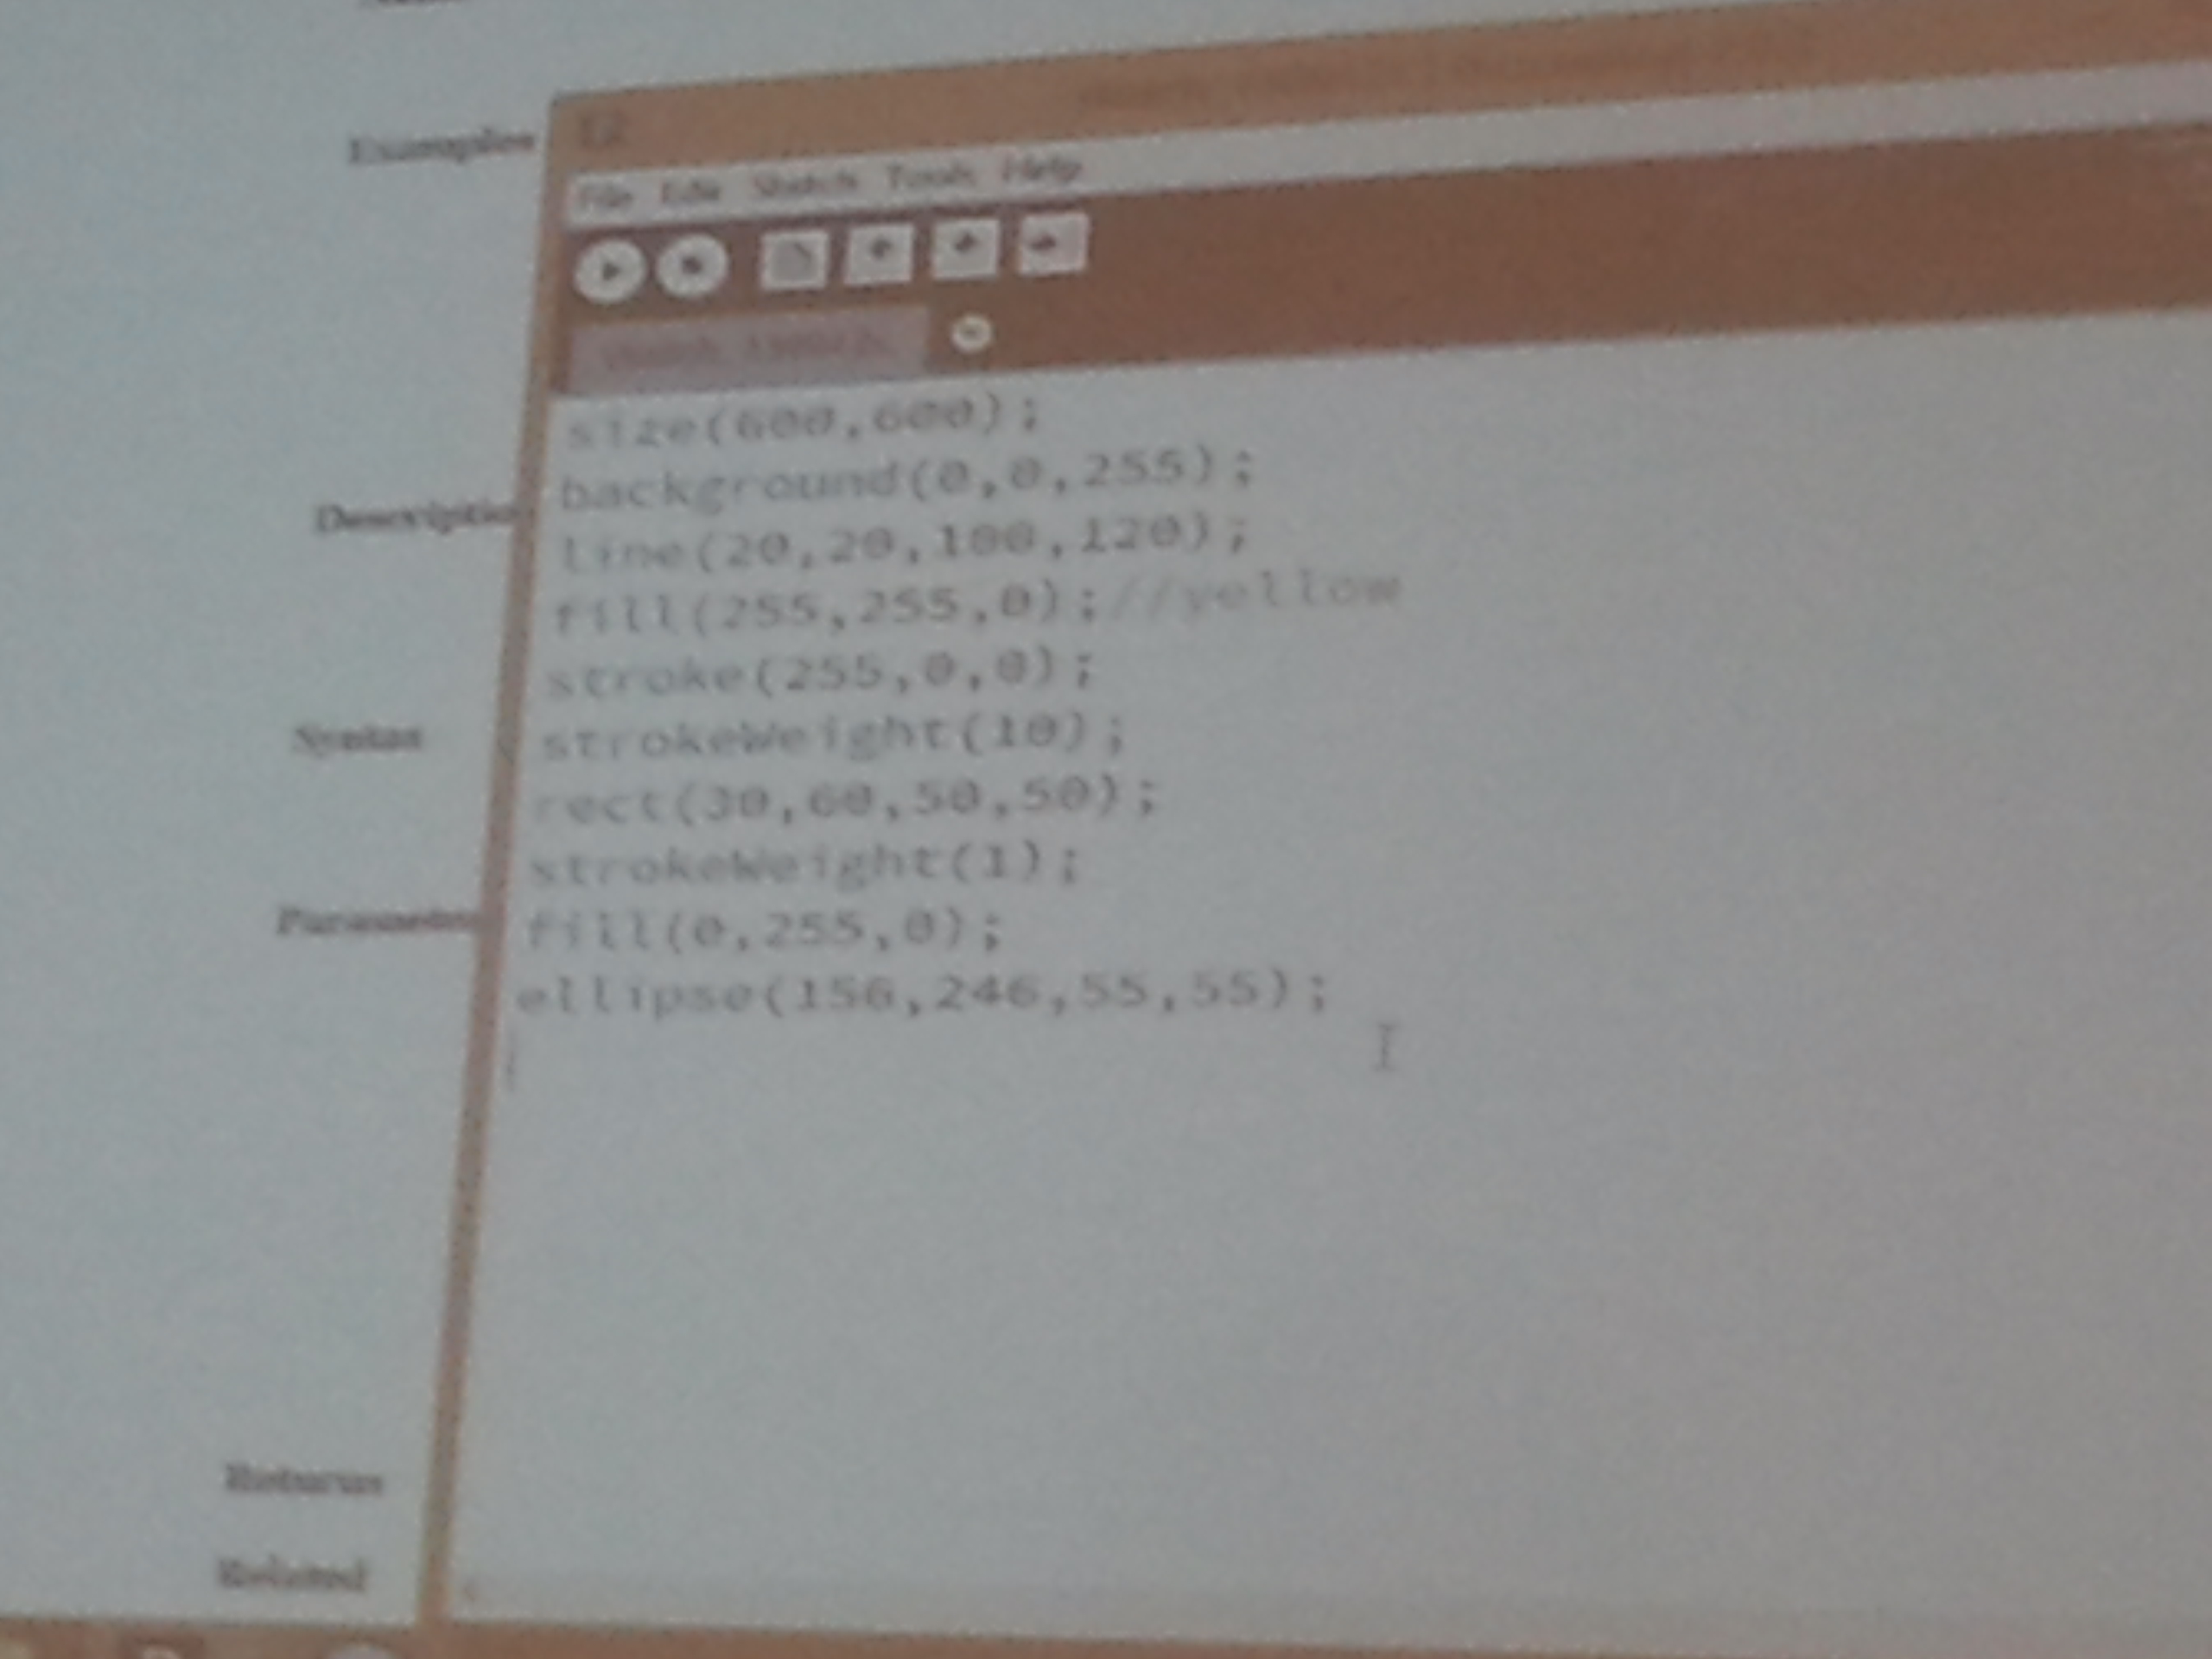 Examples
File Edit Sketch Tools Help
size(600,600);
background(0,0,255);
Description
line(20,20,100,120);
fill(255,255,0);//yellow
stroke(255,0,0);
Syntax
strokeWeight(10);
rect(30,60,50,50);
strokeWeight(1);
Paramete
fill(0,255,0);
ellipse(156,246,55,55);
Returns
Related